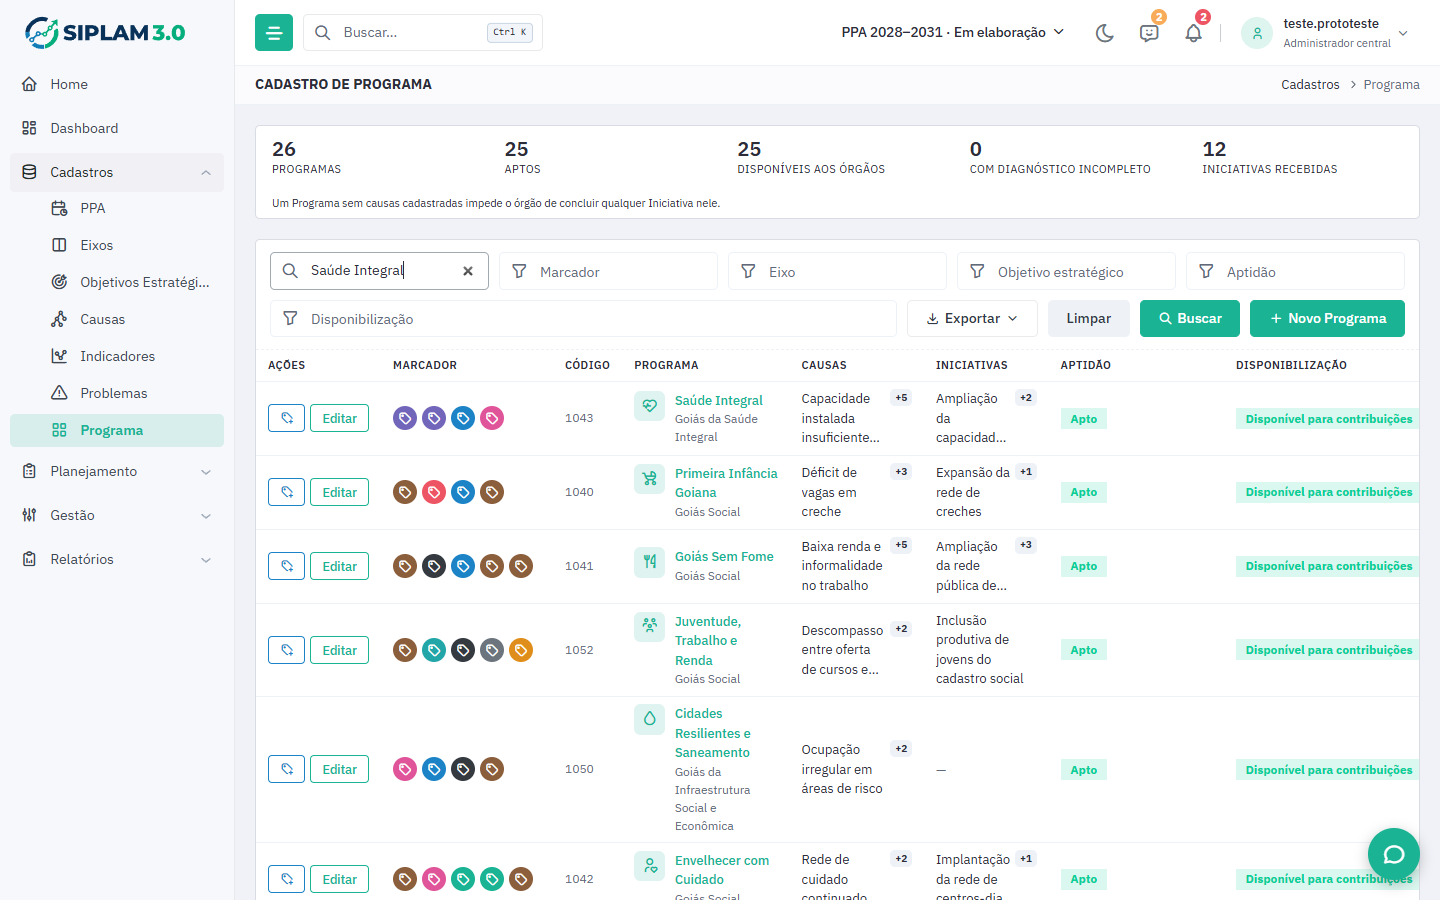 SIPLAM 3.0
Buscar...
Ctrl K
PPA 2028–2031 · Em elaboração
2
2
teste.prototeste
Administrador central
Home
Dashboard
Cadastros
PPA
Eixos
Objetivos Estratégi...
Causas
Indicadores
Problemas
Programa
Planejamento
Gestão
Relatórios
CADASTRO DE PROGRAMA
Cadastros > Programa
26
PROGRAMAS
25
APTOS
25
DISPONÍVEIS AOS ÓRGÃOS
0
COM DIAGNÓSTICO INCOMPLETO
12
INICIATIVAS RECEBIDAS
Um Programa sem causas cadastradas impede o órgão de concluir qualquer Iniciativa nele.
Saúde Integral
Marcador
Eixo
Objetivo estratégico
Aptidão
Disponibilização
Exportar
Limpar
Buscar
Novo Programa
AÇÕES MARCADOR CÓDIGO PROGRAMA CAUSAS INICIATIVAS APTIDÃO DISPONIBILIZAÇÃO
Editar
1043
Saúde Integral
Goiás da Saúde
Integral
Capacidade
instalada
insuficiente...
+5
Ampliação
da
capacidad...
+2
Apto
Disponível para contribuições
Editar
1040
Primeira Infância
Goiana
Goiás Social
Déficit de
vagas em
creche
+3
Expansão da
rede de
creches
+1
Apto
Disponível para contribuições
Editar
1041
Goiás Sem Fome
Goiás Social
Baixa renda e
informalidade
no trabalho
+5
Ampliação
da rede
pública de...
+3
Apto
Disponível para contribuições
Editar
1052
Juventude,
Trabalho e
Renda
Goiás Social
Descompasso
entre oferta
de cursos e...
+2
Inclusão
produtiva de
jovens do
cadastro social
Apto
Disponível para contribuições
Editar
1050
Cidades
Resilientes e
Saneamento
Goiás da
Infraestrutura
Social e
Econômica
Ocupação
irregular em
áreas de risco
+2
—
Apto
Disponível para contribuições
Editar
1042
Envelhecer com
Cuidado
Goiás Social
Rede de
cuidado
continuado
+2
Implantação
da rede de
centros-dia
+1
Apto
Disponível para contribuições